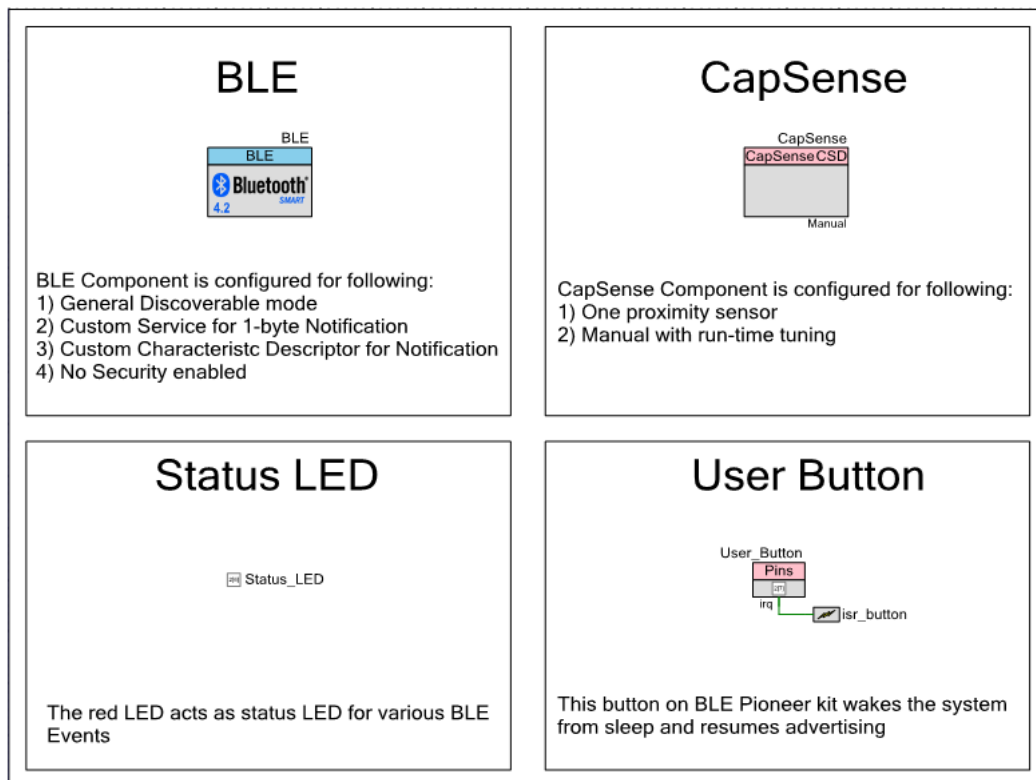 BLE
BLE
BLE
Bluetooth
SMART
4.2
BLE Component is configured for following:
1) General Discoverable mode
2) Custom Service for 1-byte Notification
3) Custom Characteristc Descriptor for Notification
4) No Security enabled
CapSense
CapSense
CapSenseCSD
Manual
CapSense Component is configured for following:
1) One proximity sensor
2) Manual with run-time tuning
Status LED
Status_LED
The red LED acts as status LED for various BLE
Events
User Button
User_Button
Pins
irq
isr_button
This button on BLE Pioneer kit wakes the system
from sleep and resumes advertising